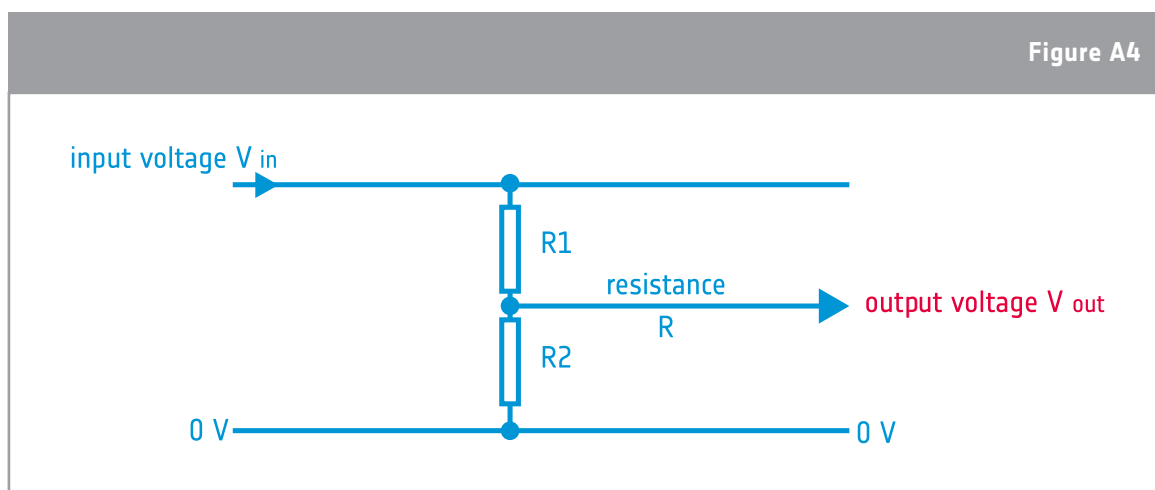 Figure A4
input voltage V in
R1
resistance
R
output voltage V out
R2
0 V
0 V